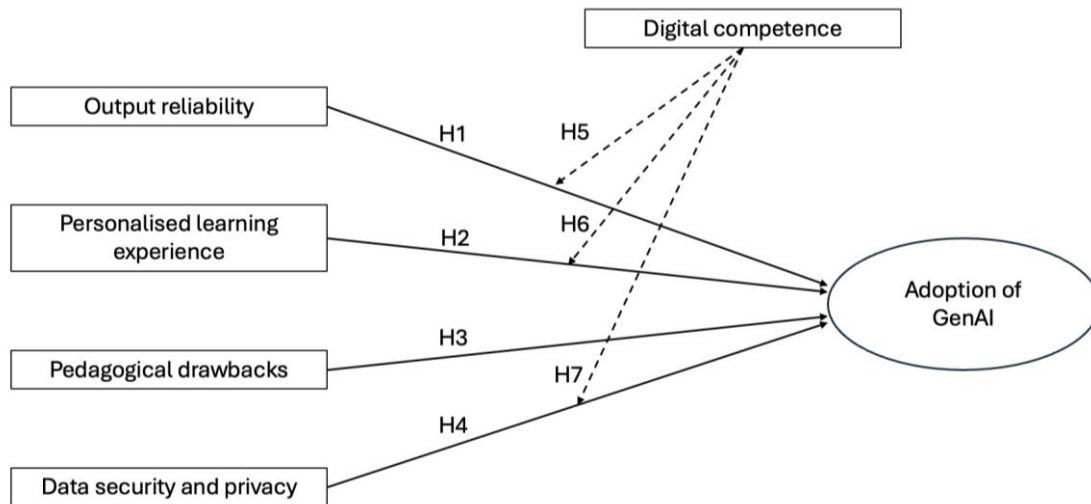 Digital competence
Output reliability
H1
H5
Personalised learning
experience
H2
H6
Adoption of
GenAI
H3
Pedagogical drawbacks
H7
H4
Data security and privacy